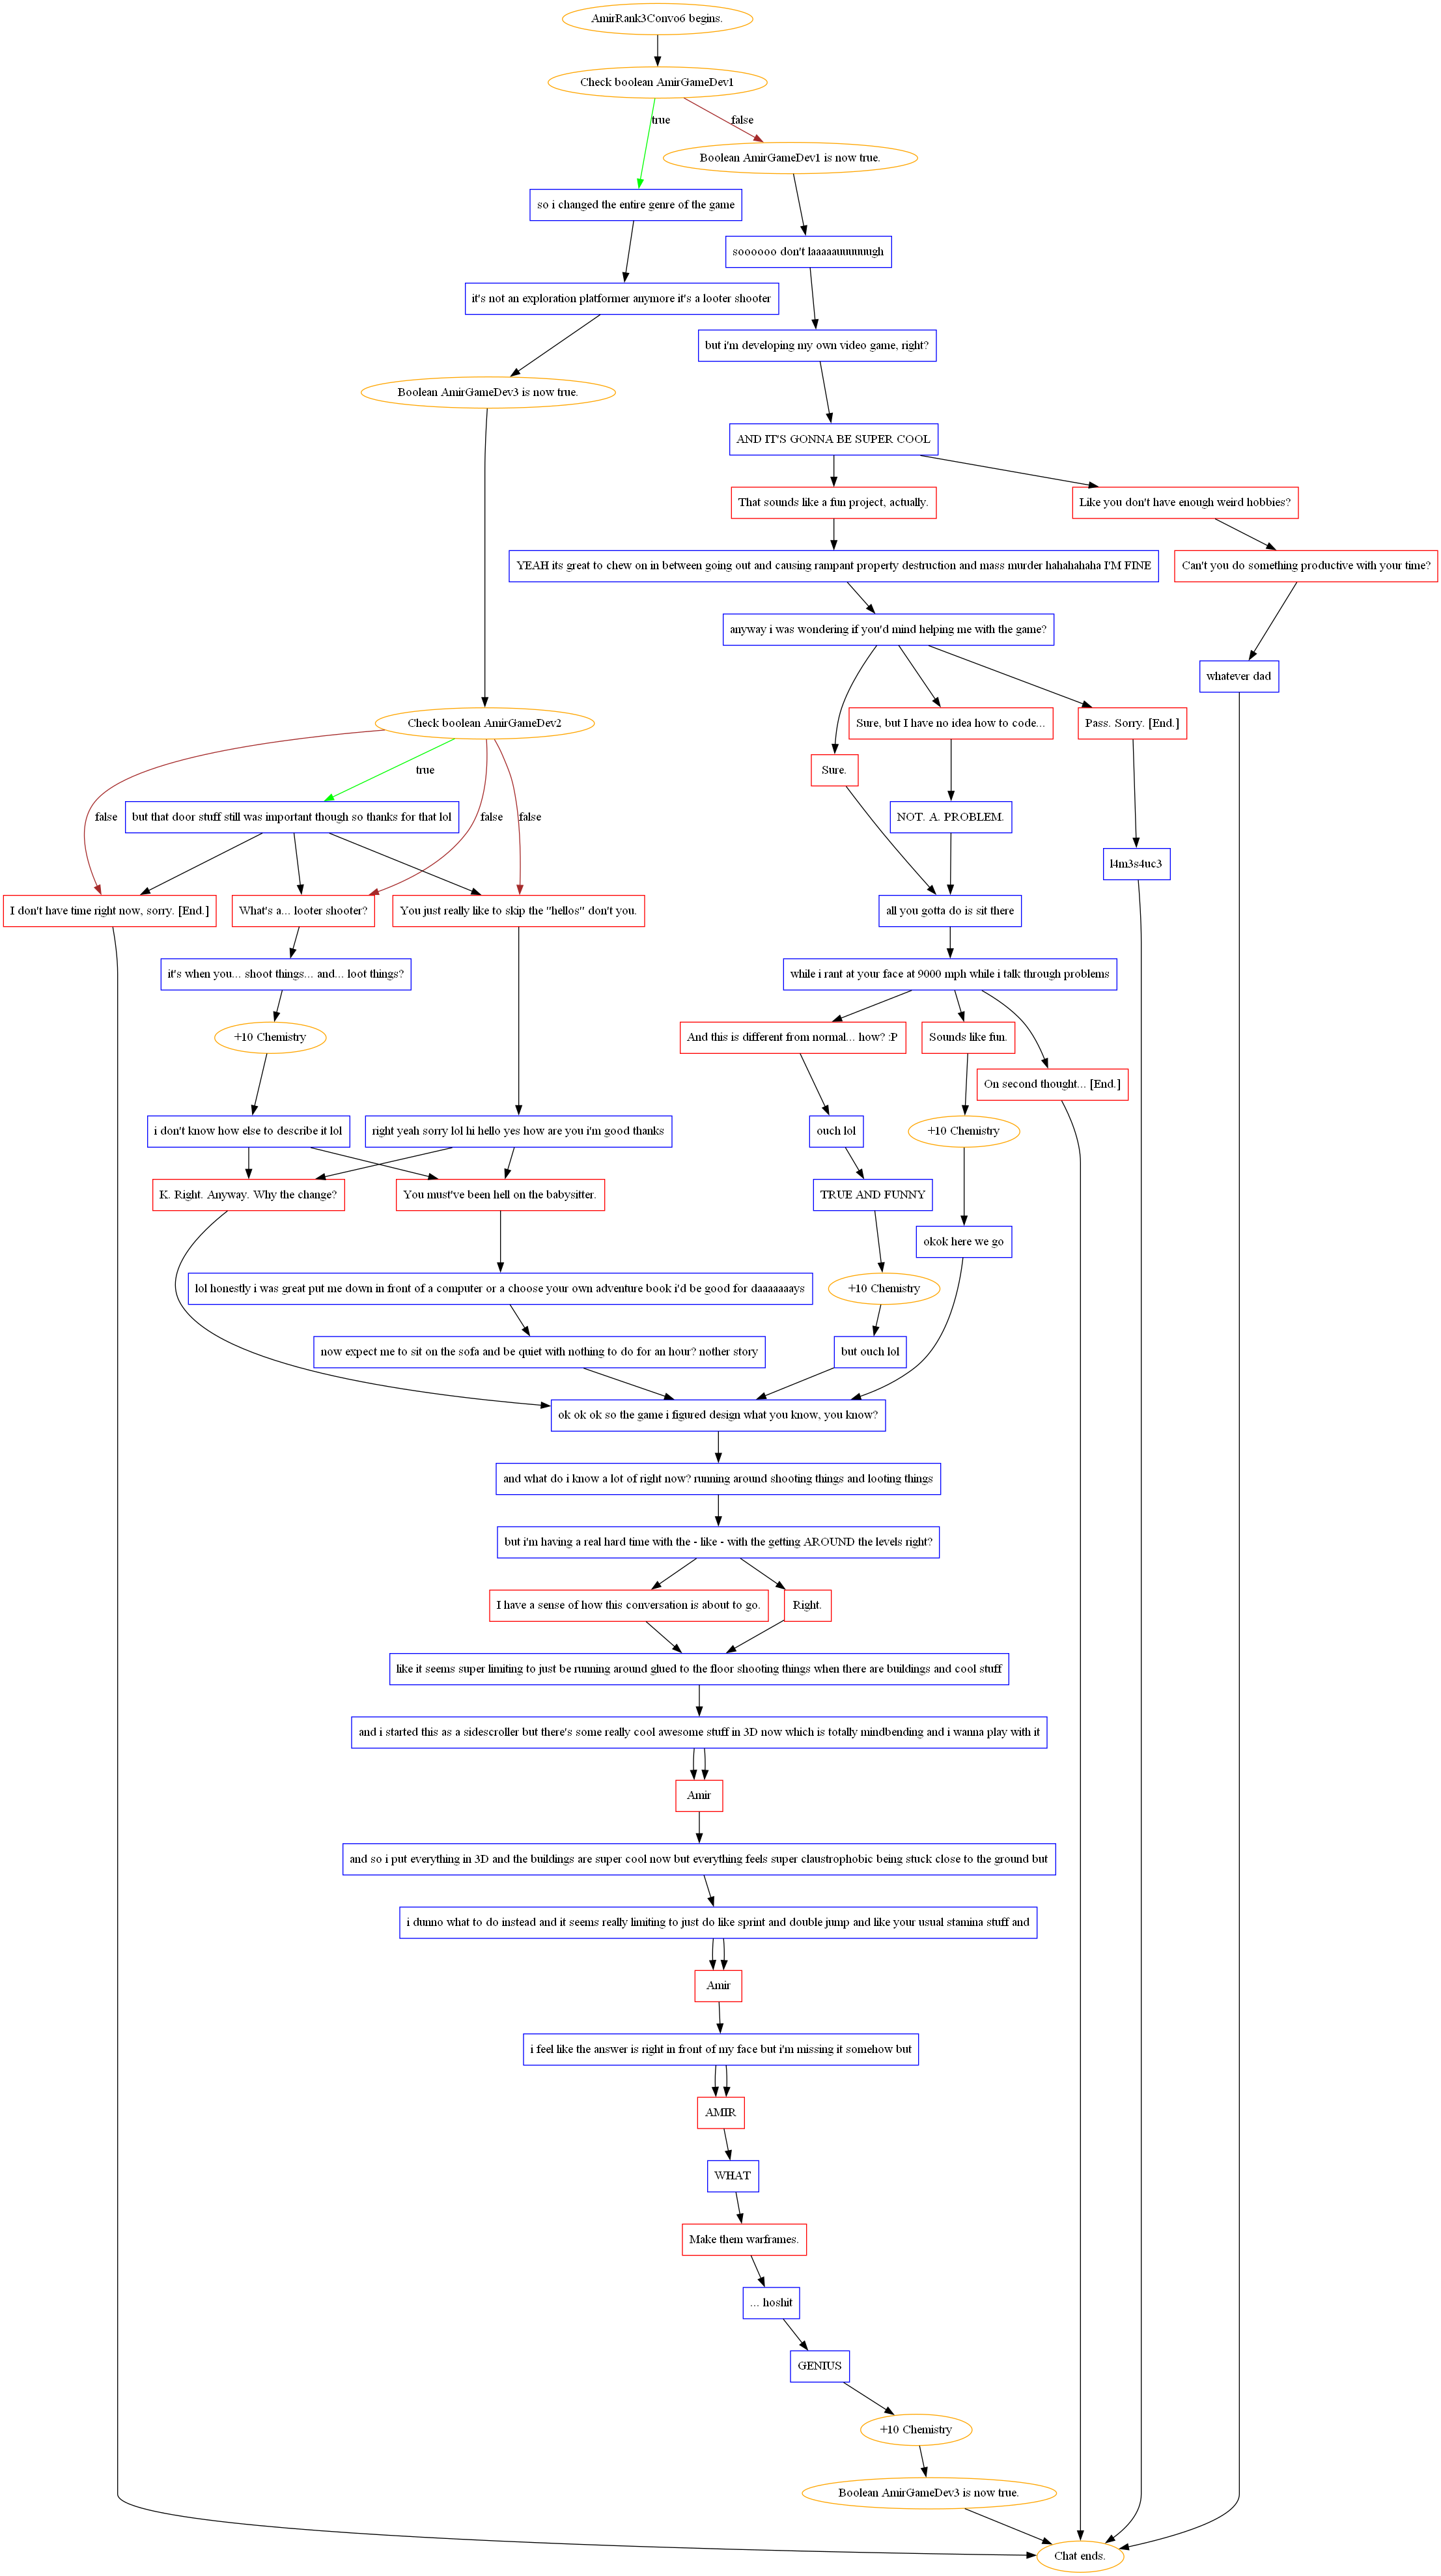 AmirRank3Convo6 begins.
Check boolean AmirGameDev1
true
false
Boolean AmirGameDev1 is now true.
so i changed the entire genre of the game
soooooo don't laaaaauuuuuugh
it's not an exploration platformer anymore it's a looter shooter
but i'm developing my own video game, right?
Boolean AmirGameDev3 is now true.
AND IT'S GONNA BE SUPER COOL
That sounds like a fun project, actually.
Like you don't have enough weird hobbies?
YEAH its great to chew on in between going out and causing rampant property destruction and mass murder hahahahaha I'M FINE
Can't you do something productive with your time?
anyway i was wondering if you'd mind helping me with the game?
whatever dad
Check boolean AmirGameDev2
Sure, but I have no idea how to code...
Pass. Sorry. [End.]
true
Sure.
false
but that door stuff still was important though so thanks for that lol
false
false
NOT. A. PROBLEM.
l4m3s4uc3
I don't have time right now, sorry. [End.]
What's a... looter shooter?
You just really like to skip the "hellos" don't you.
all you gotta do is sit there
it's when you... shoot things... and... loot things?
while i rant at your face at 9000 mph while i talk through problems
+10 Chemistry
And this is different from normal... how? :P
Sounds like fun.
On second thought... [End.]
i don't know how else to describe it lol
right yeah sorry lol hi hello yes how are you i'm good thanks
ouch lol
+10 Chemistry
K. Right. Anyway. Why the change?
You must've been hell on the babysitter.
TRUE AND FUNNY
okok here we go
lol honestly i was great put me down in front of a computer or a choose your own adventure book i'd be good for daaaaaaays
+10 Chemistry
now expect me to sit on the sofa and be quiet with nothing to do for an hour? nother story
but ouch lol
ok ok ok so the game i figured design what you know, you know?
and what do i know a lot of right now? running around shooting things and looting things
but i'm having a real hard time with the - like - with the getting AROUND the levels right?
I have a sense of how this conversation is about to go.
Right.
like it seems super limiting to just be running around glued to the floor shooting things when there are buildings and cool stuff
and i started this as a sidescroller but there's some really cool awesome stuff in 3D now which is totally mindbending and i wanna play with it
Amir
and so i put everything in 3D and the buildings are super cool now but everything feels super claustrophobic being stuck close to the ground but
i dunno what to do instead and it seems really limiting to just do like sprint and double jump and like your usual stamina stuff and
Amir
i feel like the answer is right in front of my face but i'm missing it somehow but
AMIR
WHAT
Make them warframes.
... hoshit
GENIUS
+10 Chemistry
Boolean AmirGameDev3 is now true.
Chat ends.